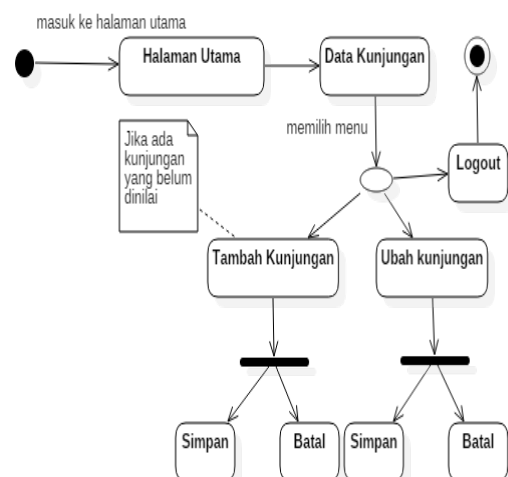 masuk ke halaman utama
Halaman Utama
Data Kunjungan
Jika ada
kunjungan
yang belum
dinilai
memilih menu
Logout
Tambah Kunjungan
Ubah kunjungan
Simpan
Batal
Simpan
Batal